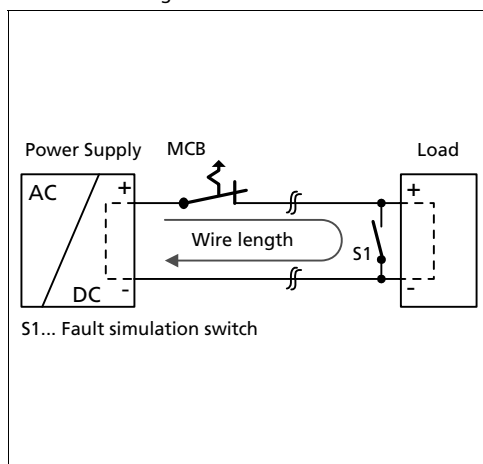 Power Supply
MCB
Load
AC
+
+
Wire length
S1
DC
-
-
S1... Fault simulation switch